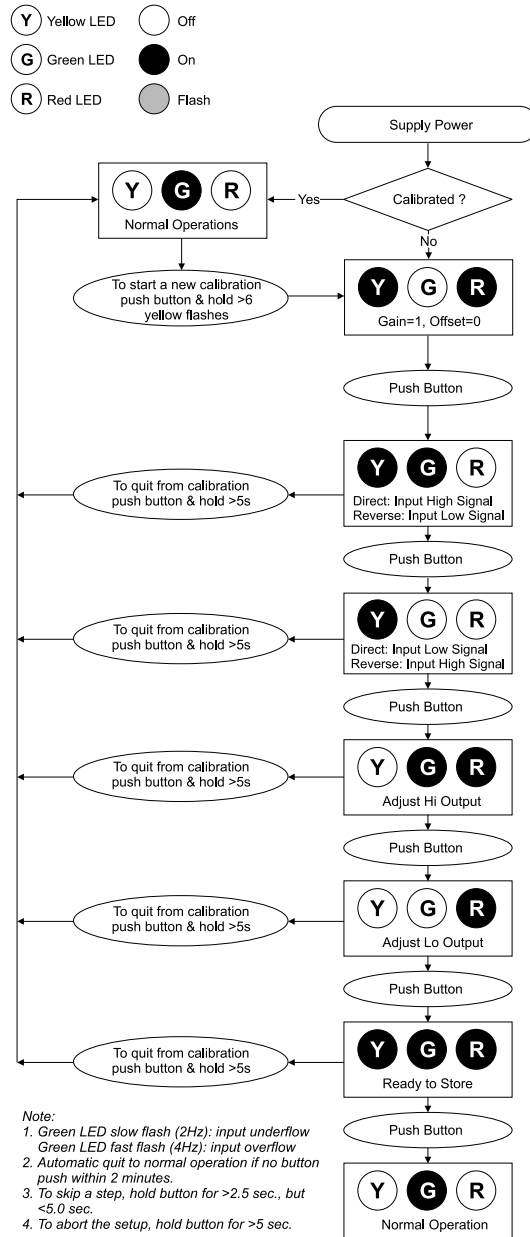 Y Yellow LED Off
G Green LED On
R Red LED Flash
Supply Power
Calibrated ?
Yes
No
Y G R
Normal Operations
To start a new calibration
push button & hold >6
yellow flashes
Y G R
Gain=1, Offset=0
Push Button
Y G R
Direct: Input High Signal
Reverse: Input Low Signal
To quit from calibration
push button & hold >5s
Push Button
Y G R
Direct: Input Low Signal
Reverse: Input High Signal
To quit from calibration
push button & hold >5s
Push Button
Y G R
Adjust Hi Output
To quit from calibration
push button & hold >5s
Push Button
Y G R
Adjust Lo Output
To quit from calibration
push button & hold >5s
Push Button
Y G R
Ready to Store
To quit from calibration
push button & hold >5s
Push Button
Y G R
Normal Operation
Note:
1. Green LED slow flash (2Hz): input underflow
Green LED fast flash (4Hz): input overflow
2. Automatic quit to normal operation if no button
push within 2 minutes.
3. To skip a step, hold button for >2.5 sec., but
<5.0 sec.
4. To abort the setup, hold button for >5 sec.